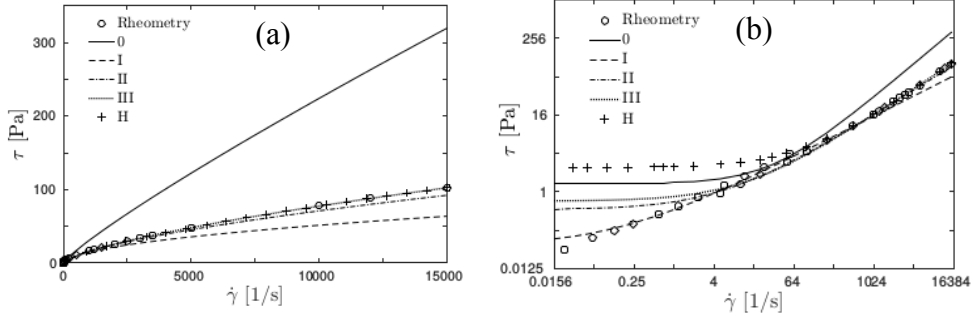 (a)
Rheometry
0
I
II
III
H
τ [Pa]
300
200
100
0
0
5000
10000
15000
γ̇ [1/s]
(b)
Rheometry
0
I
II
III
H
τ [Pa]
256
16
1
0.0125
0.0156
0.25
4
64
1024
16384
γ̇ [1/s]